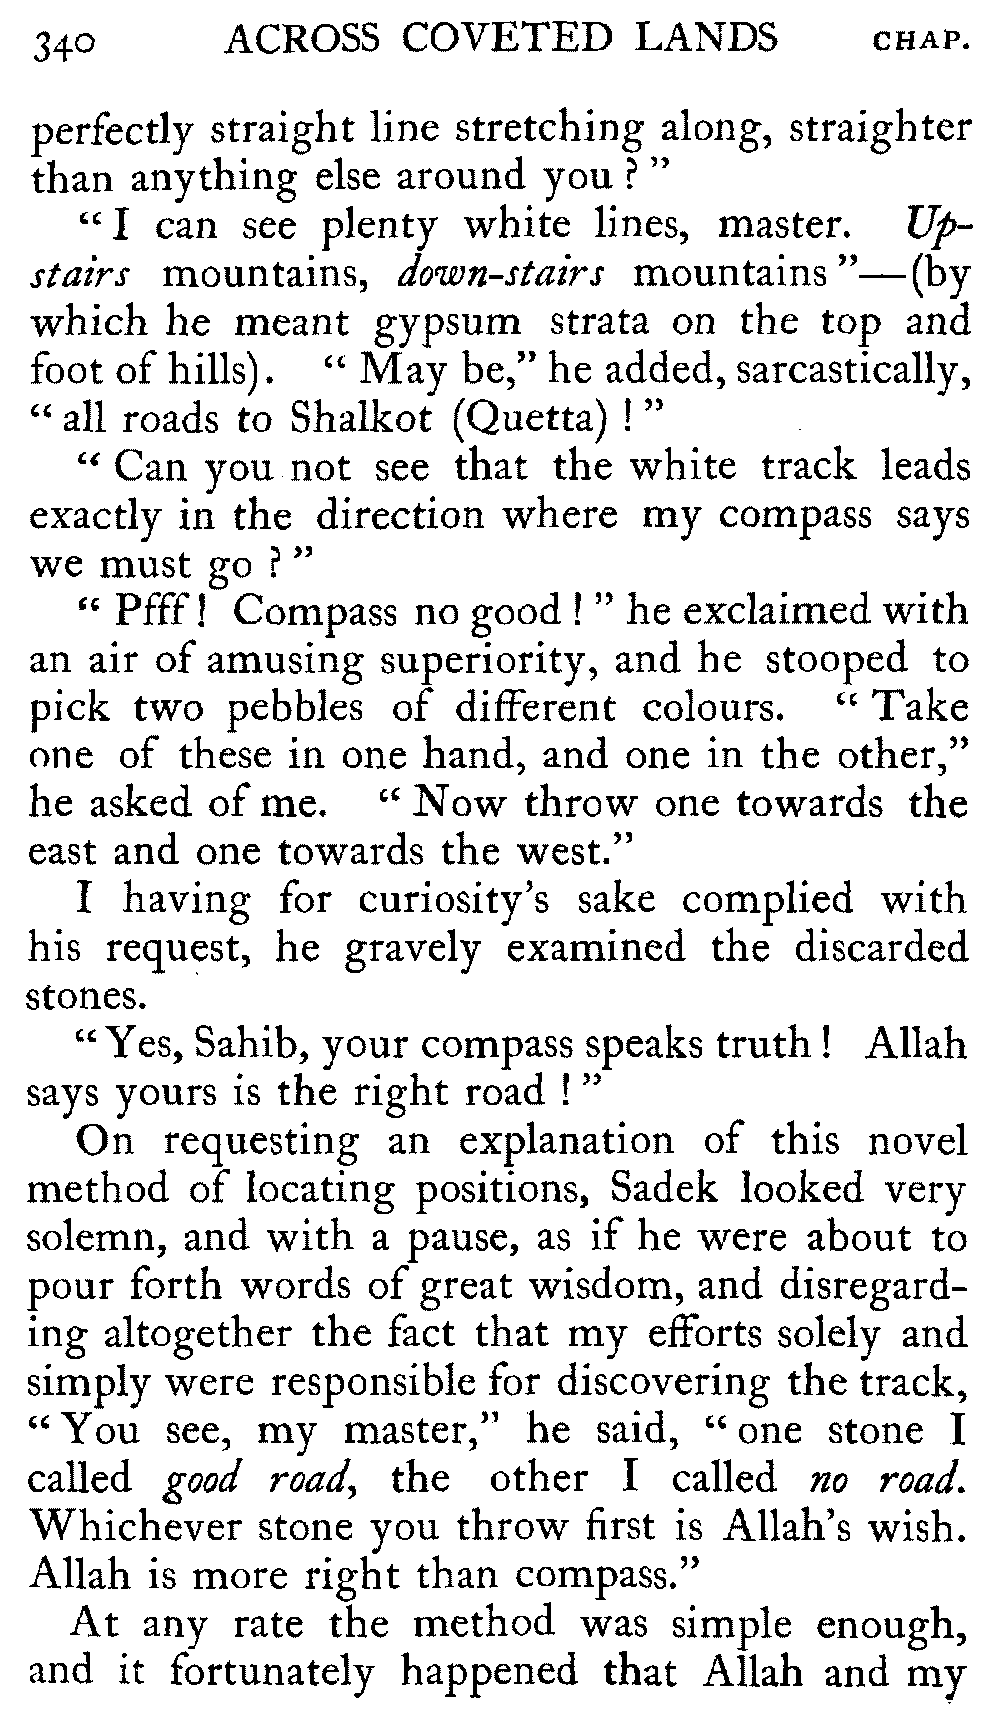 340 ACROSS COVETED LANDS CHAP.
perfectly straight line stretching along, straighter
than anything else around you ? ”
“ I can see plenty white lines, master. Up-
stairs mountains, down-stairs mountains ”—(by
which he meant gypsum strata on the top and
foot of hills). “ May be,” he added, sarcastically,
“ all roads to Shalkot (Quetta) ! ”
“ Can you not see that the white track leads
exactly in the direction where my compass says
we must go ? ”
“ Pfff ! Compass no good ! ” he exclaimed with
an air of amusing superiority, and he stooped to
pick two pebbles of different colours. “ Take
one of these in one hand, and one in the other,”
he asked of me. “ Now throw one towards the
east and one towards the west.”
I having for curiosity’s sake complied with
his request, he gravely examined the discarded
stones.
“ Yes, Sahib, your compass speaks truth ! Allah
says yours is the right road ! ”
On requesting an explanation of this novel
method of locating positions, Sadek looked very
solemn, and with a pause, as if he were about to
pour forth words of great wisdom, and disregard-
ing altogether the fact that my efforts solely and
simply were responsible for discovering the track,
“ You see, my master,” he said, “ one stone I
called good road, the other I called no road.
Whichever stone you throw first is Allah’s wish.
Allah is more right than compass.”
At any rate the method was simple enough,
and it fortunately happened that Allah and my